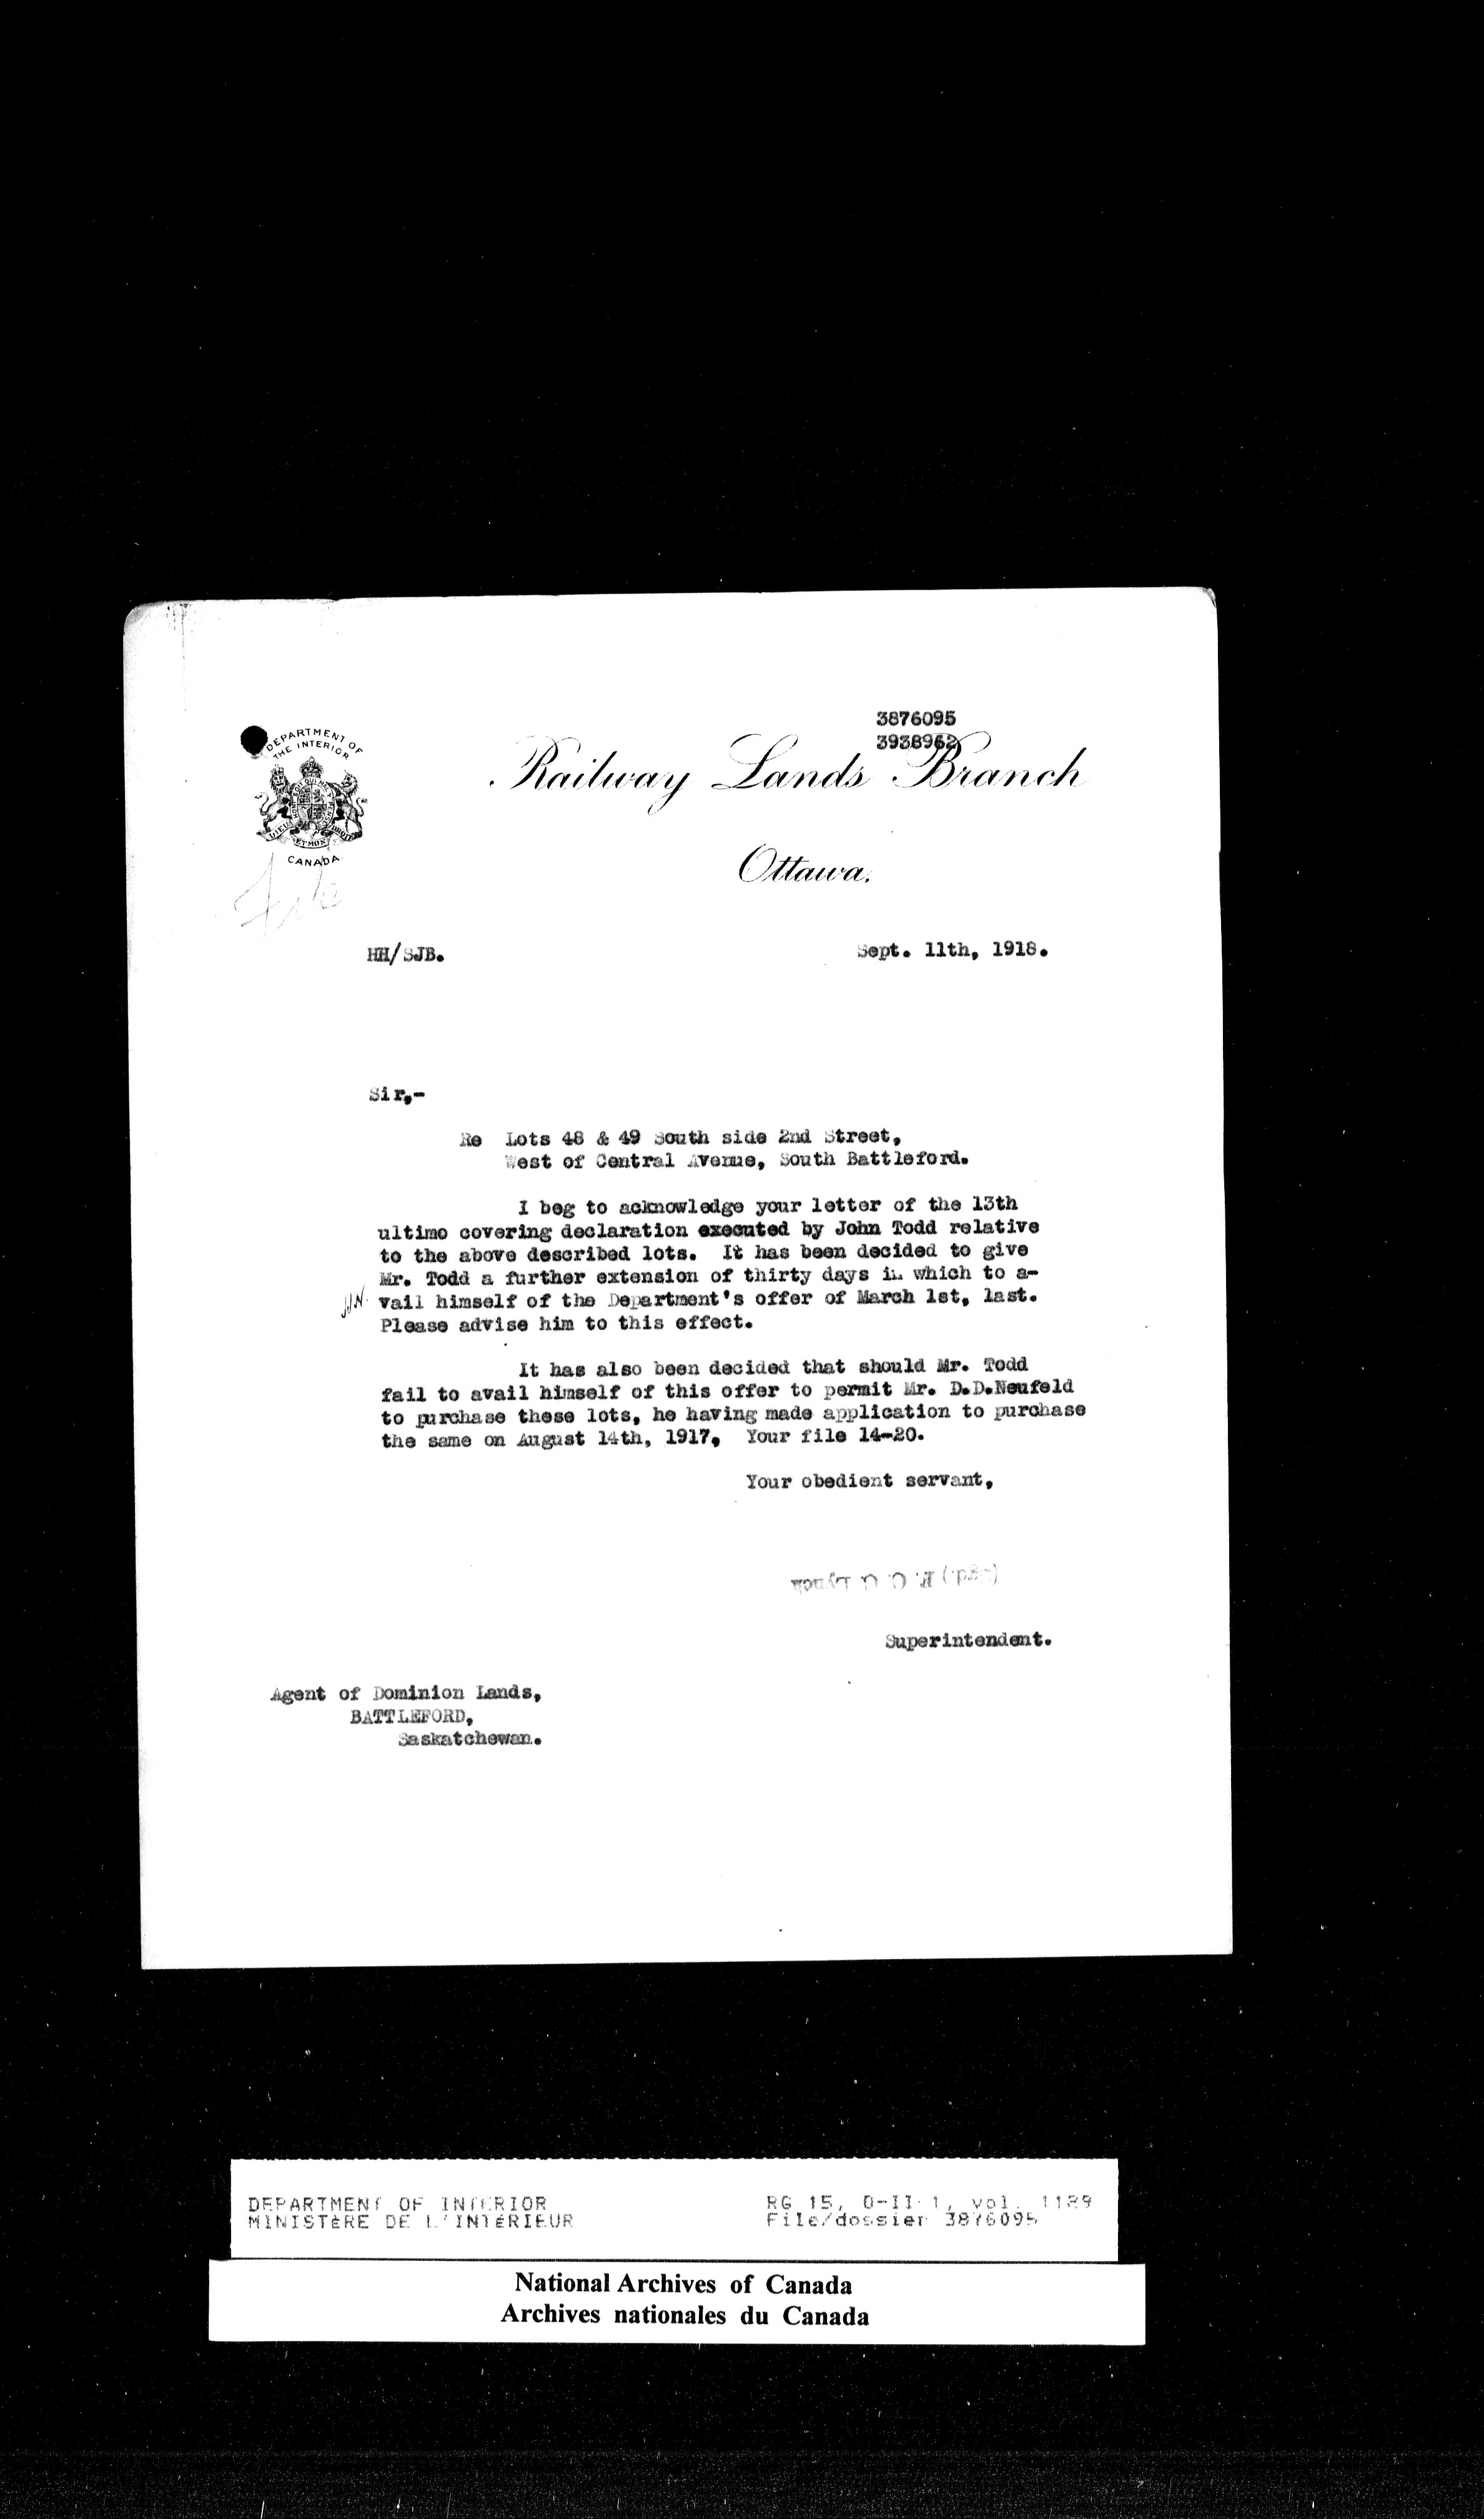 3876095
3938962
DEPARTMENT OF
THE INTERIOR
DIEU ET MON DROIT
CANADA
Railway Lands Branch
Ottawa.
File
HH/SJB.
Sept. 11th, 1918.
Sir,-
Re Lots 48 & 49 South side 2nd Street,
West of Central Avenue, South Battleford.
I beg to acknowledge your letter of the 13th
ultimo covering declaration executed by John Todd relative
to the above described lots. It has been decided to give
Mr. Todd a further extension of thirty days in which to a-
vail himself of the Department's offer of March 1st, last.
Please advise him to this effect.
It has also been decided that should Mr. Todd
fail to avail himself of this offer to permit Mr. D.D.Neufeld
to purchase these lots, he having made application to purchase
the same on August 14th, 1917, Your file 14-20.
Your obedient servant,
(Sgd.) F. C. C. Lynch
Superintendent.
Agent of Dominion Lands,
BATTLEFORD,
Saskatchewan.
DEPARTMENT OF INTERIOR
MINISTÈRE DE L'INTÉRIEUR
RG 15, D-II-1, vol. 1189
File/dossier 3876095
National Archives of Canada
Archives nationales du Canada